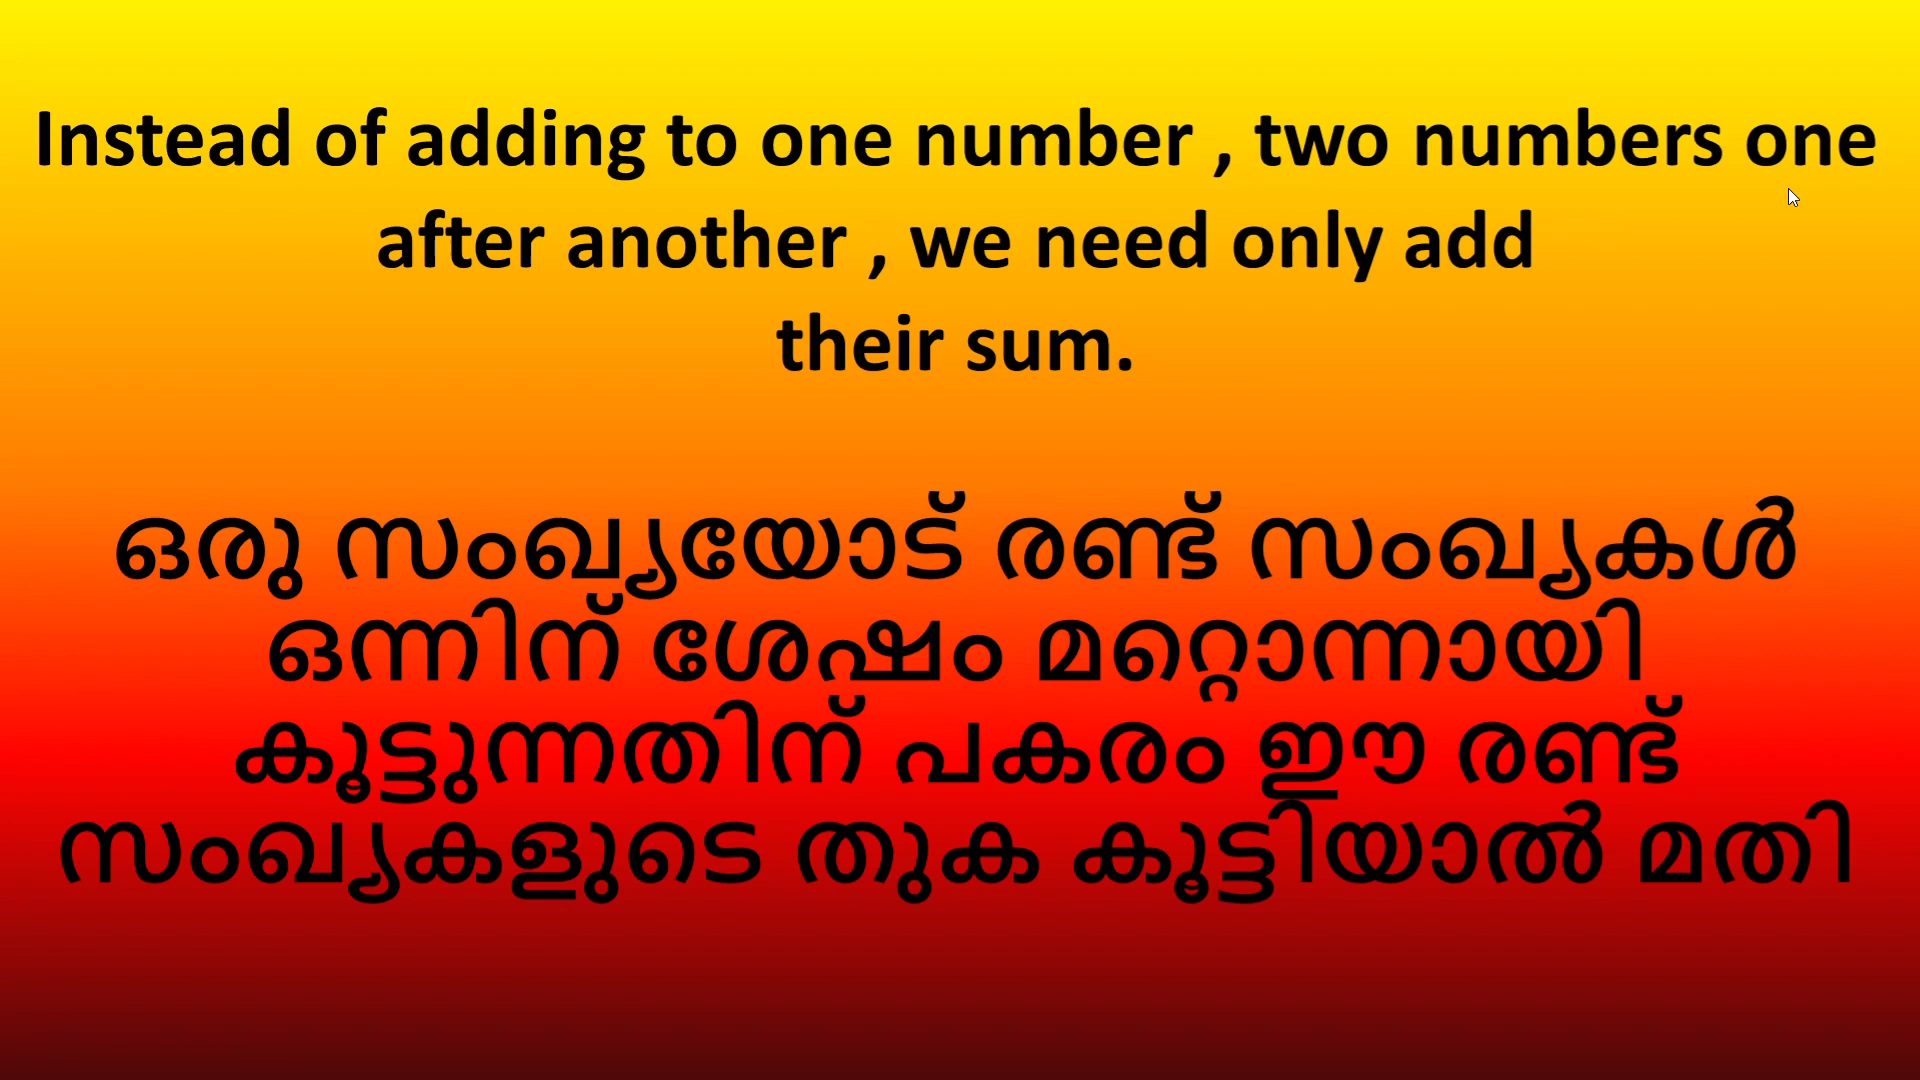 Instead of adding to one number , two numbers one
after another , we need only add
their sum.
ഒരു സംഖ്യയോട് രണ്ട് സംഖ്യകൾ
ഒന്നിന് ശേഷം മറ്റൊന്നായി
കൂട്ടുന്നതിന് പകരം ഈ രണ്ട്
സംഖ്യകളുടെ തുക കൂട്ടിയാൽ മതി